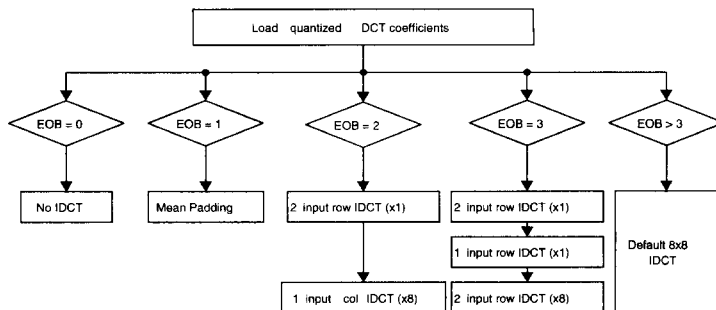 Load quantized DCT coefficients
EOB = 0
EOB = 1
EOB = 2
EOB = 3
EOB > 3
No IDCT
Mean Padding
2 input row IDCT (x1)
2 input row IDCT (x1)
Default 8x8
IDCT
1 input row IDCT (x1)
1 input col IDCT (x8)
2 input row IDCT (x8)